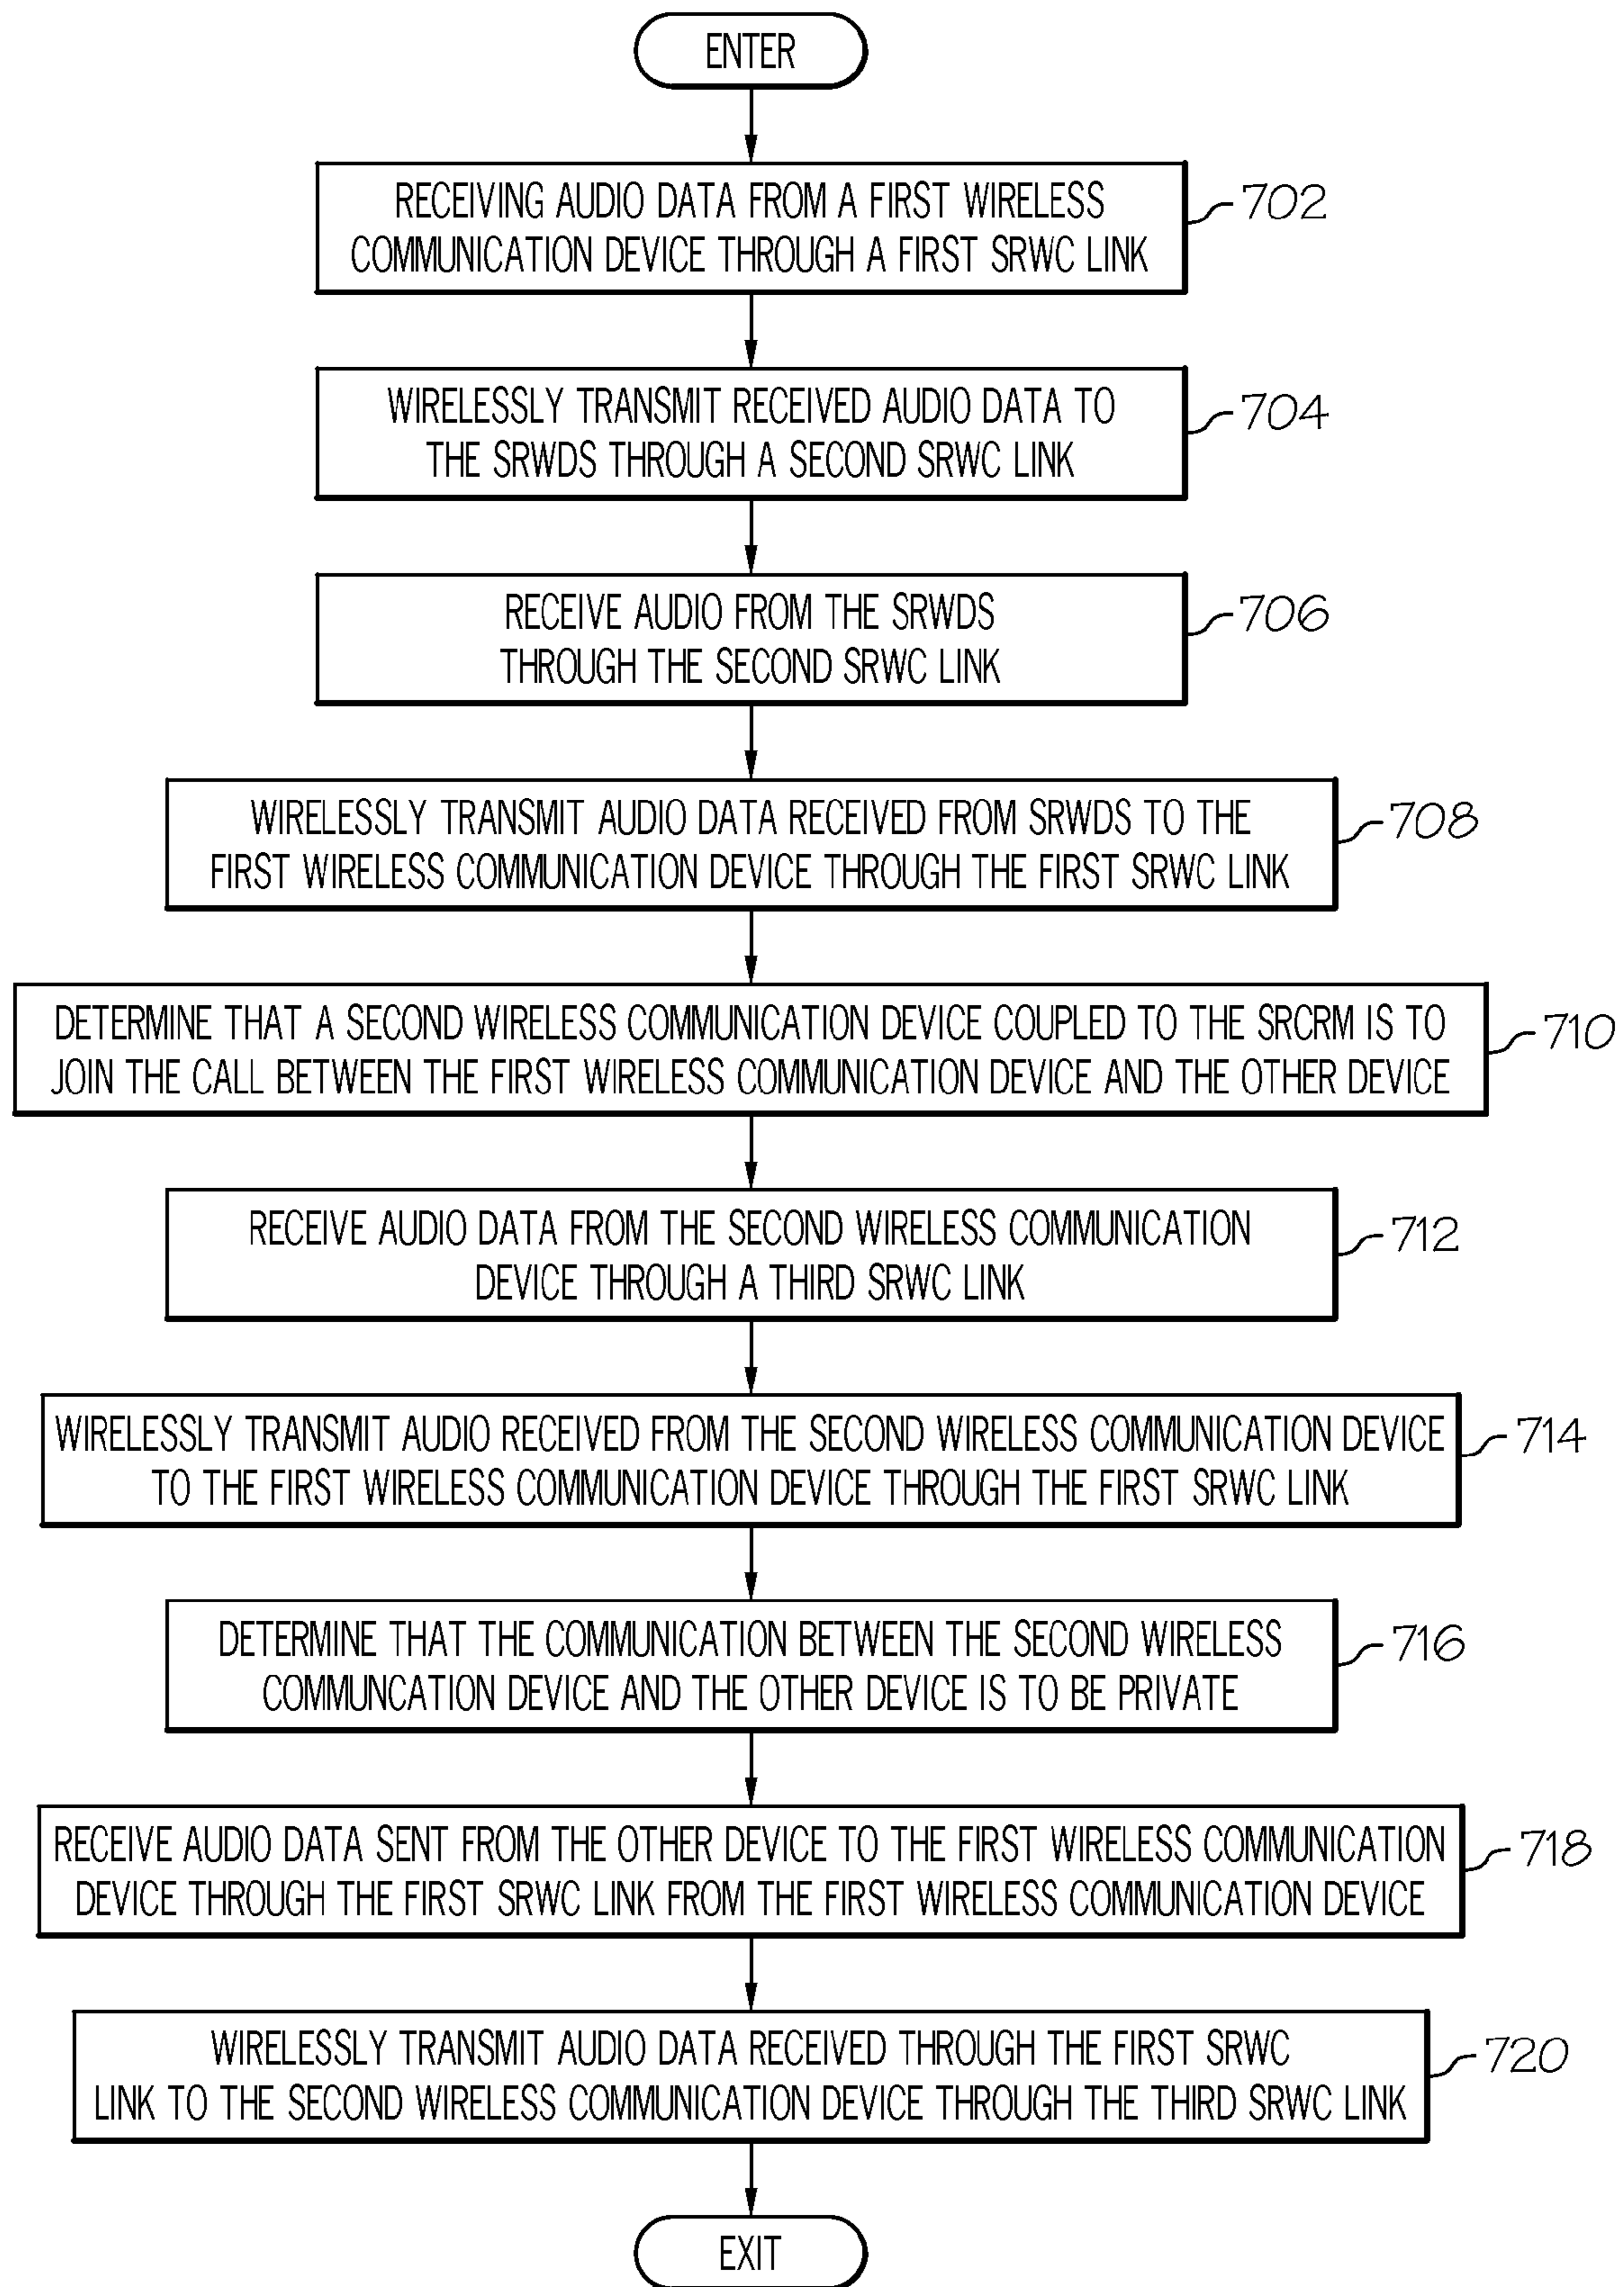 ENTER
RECEIVING AUDIO DATA FROM A FIRST WIRELESS
COMMUNICATION DEVICE THROUGH A FIRST SRWC LINK
702
WIRELESSLY TRANSMIT RECEIVED AUDIO DATA TO
THE SRWDS THROUGH A SECOND SRWC LINK
704
RECEIVE AUDIO FROM THE SRWDS
THROUGH THE SECOND SRWC LINK
706
WIRELESSLY TRANSMIT AUDIO DATA RECEIVED FROM SRWDS TO THE
FIRST WIRELESS COMMUNICATION DEVICE THROUGH THE FIRST SRWC LINK
708
DETERMINE THAT A SECOND WIRELESS COMMUNICATION DEVICE COUPLED TO THE SRCRM IS TO
JOIN THE CALL BETWEEN THE FIRST WIRELESS COMMUNICATION DEVICE AND THE OTHER DEVICE
710
RECEIVE AUDIO DATA FROM THE SECOND WIRELESS COMMUNICATION
DEVICE THROUGH A THIRD SRWC LINK
712
WIRELESSLY TRANSMIT AUDIO RECEIVED FROM THE SECOND WIRELESS COMMUNICATION DEVICE
TO THE FIRST WIRELESS COMMUNICATION DEVICE THROUGH THE FIRST SRWC LINK
714
DETERMINE THAT THE COMMUNICATION BETWEEN THE SECOND WIRELESS
COMMUNCATION DEVICE AND THE OTHER DEVICE IS TO BE PRIVATE
716
RECEIVE AUDIO DATA SENT FROM THE OTHER DEVICE TO THE FIRST WIRELESS COMMUNICATION
DEVICE THROUGH THE FIRST SRWC LINK FROM THE FIRST WIRELESS COMMUNICATION DEVICE
718
WIRELESSLY TRANSMIT AUDIO DATA RECEIVED THROUGH THE FIRST SRWC
LINK TO THE SECOND WIRELESS COMMUNICATION DEVICE THROUGH THE THIRD SRWC LINK
720
EXIT